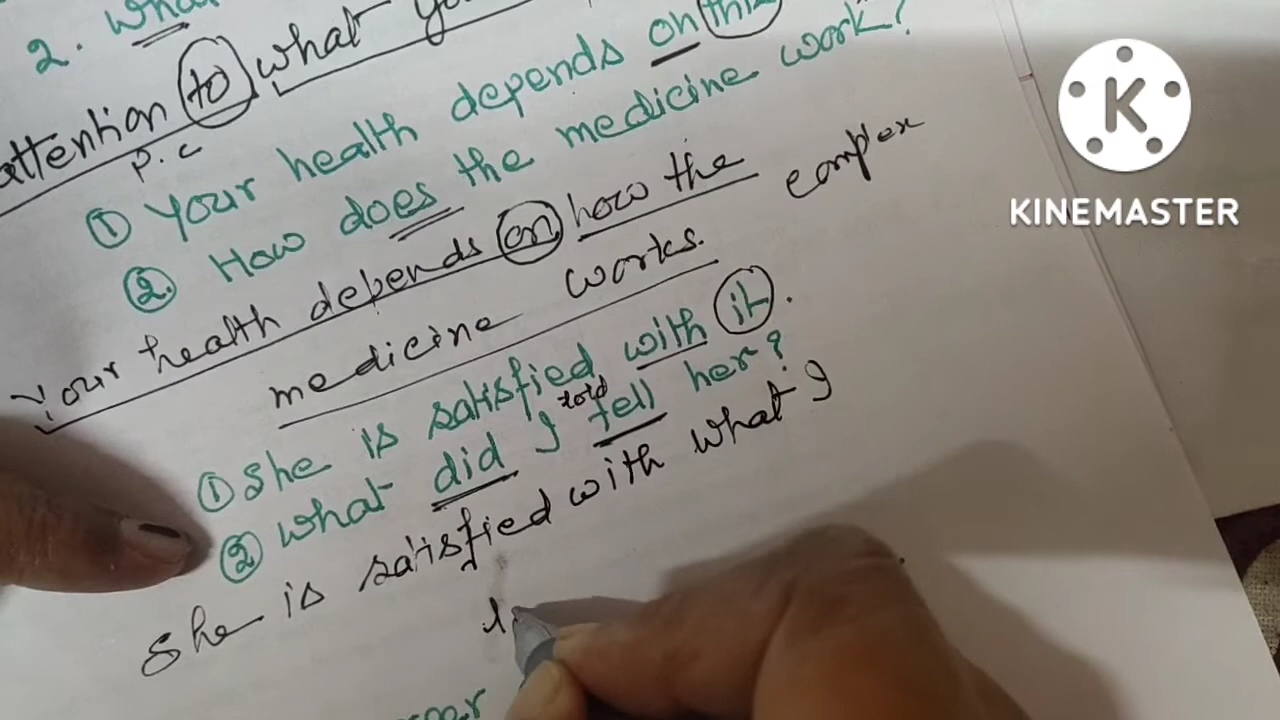 2. What
attention to what
P.C
① Your health depends on this
② How does the medicine work?
Your health depends on how the
medicine works.
complex
① She is satisfied with it.
② What did I tell her?
told
She is satisfied with what I
K
KINEMASTER